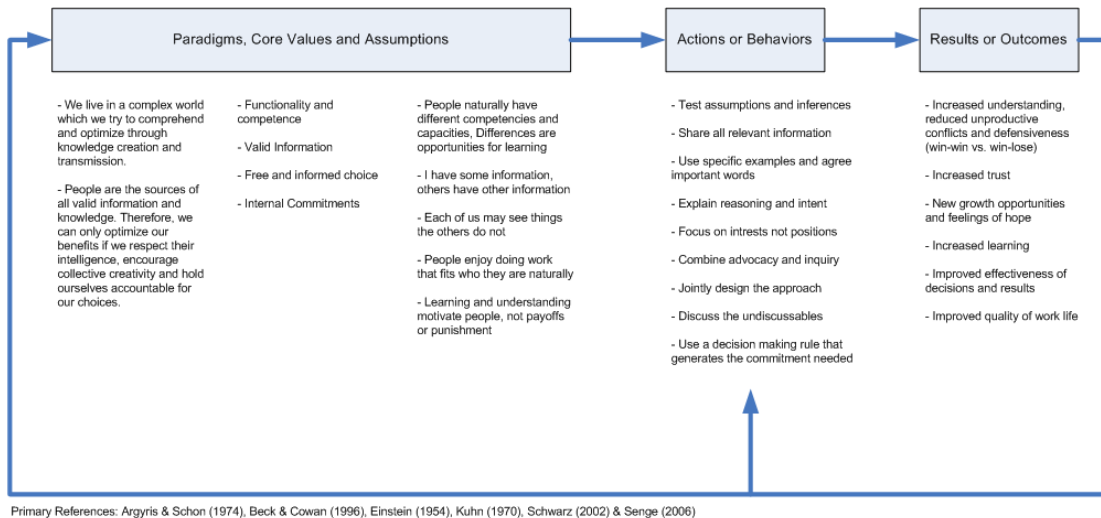 Paradigms, Core Values and Assumptions
Actions or Behaviors
Results or Outcomes
- We live in a complex world
which we try to comprehend
and optimize through
knowledge creation and
transmission.
- People are the sources of
all valid information and
knowledge. Therefore, we
can only optimize our
benefits if we respect their
intelligence, encourage
collective creativity and hold
ourselves accountable for
our choices.
- Functionality and
competence
- Valid Information
- Free and informed choice
- Internal Commitments
- People naturally have
different competencies and
capacities, Differences are
opportunities for learning
- I have some information,
others have other information
- Each of us may see things
the others do not
- People enjoy doing work
that fits who they are naturally
- Learning and understanding
motivate people, not payoffs
or punishment
- Test assumptions and inferences
- Share all relevant information
- Use specific examples and agree
important words
- Explain reasoning and intent
- Focus on intrests not positions
- Combine advocacy and inquiry
- Jointly design the approach
- Discuss the undiscussables
- Use a decision making rule that
generates the commitment needed
- Increased understanding,
reduced unproductive
conflicts and defensiveness
(win-win vs. win-lose)
- Increased trust
- New growth opportunities
and feelings of hope
- Increased learning
- Improved effectiveness of
decisions and results
- Improved quality of work life
Primary References: Argyris & Schon (1974), Beck & Cowan (1996), Einstein (1954), Kuhn (1970), Schwarz (2002) & Senge (2006)